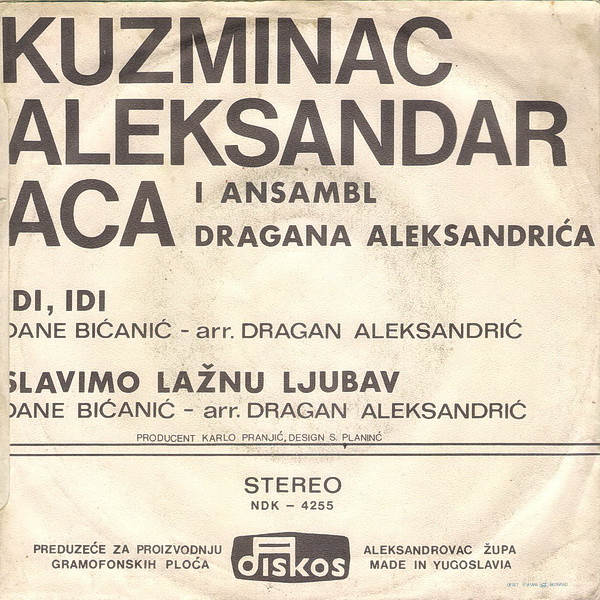 KUZMINAC
ALEKSANDAR
ACA
I ANSAMBL
DRAGANA ALEKSANDRIĆA
IDI, IDI
DANE BIĆANIĆ - arr. DRAGAN ALEKSANDRIĆ
SLAVIMO LAŽNU LJUBAV
DANE BIĆANIĆ - arr. DRAGAN ALEKSANDRIĆ
PRODUCENT KARLO PRANJIĆ, DESIGN S. PLANINC
STEREO
NDK - 4255
PREDUZEĆE ZA PROIZVODNJU
GRAMOFONSKIH PLOĆA
diskos
ALEKSANDROVAC ŽUPA
MADE IN YUGOSLAVIA